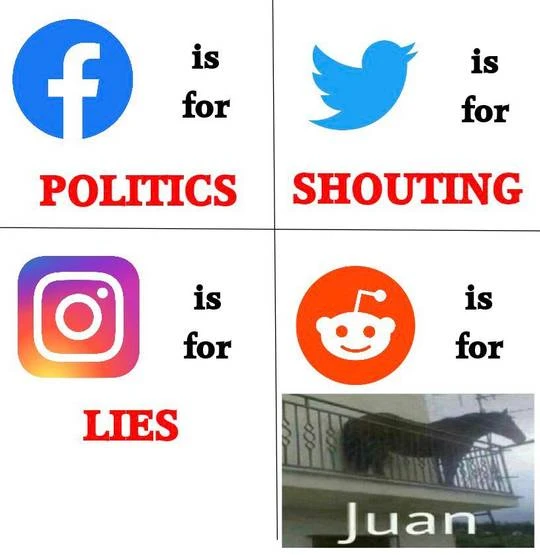 is
for
POLITICS
is
for
SHOUTING
is
for
LIES
is
for
Juan